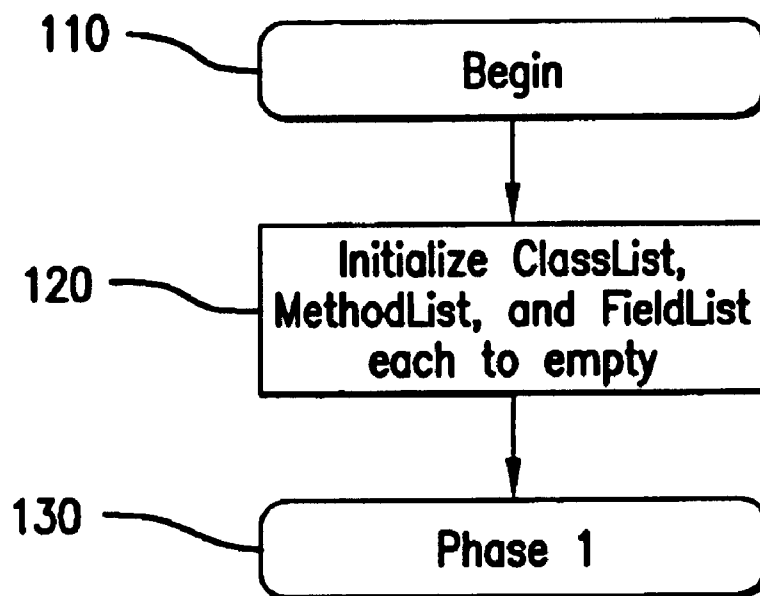 110
Begin
120
Initialize ClassList,
MethodList, and FieldList
each to empty
130
Phase 1